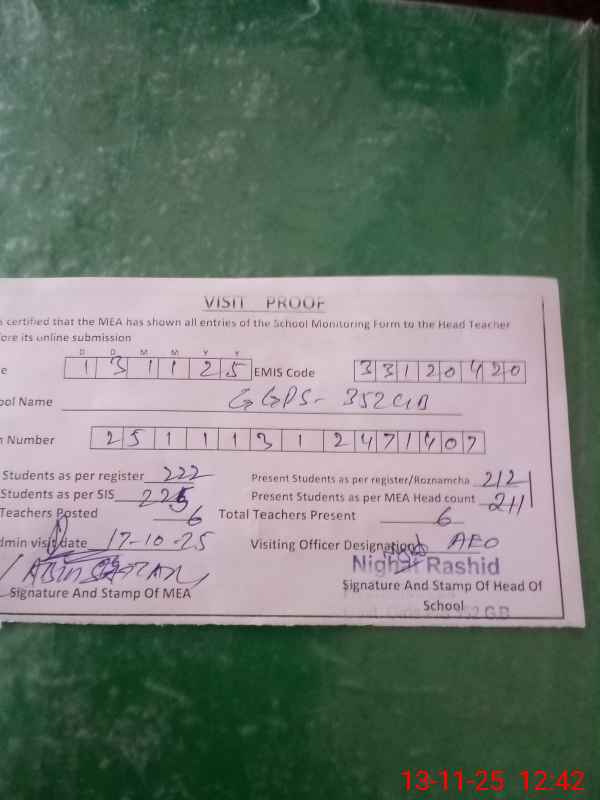 VISIT PROOF
certified that the MEA has shown all entries of the School Monitoring Form to the Head Teacher
ore its online submission
D D M M Y Y
e 1 3 1 1 2 5 EMIS Code 3 3 1 2 0 4 2 0
ool Name GGPS- 352GB
Number 2 5 1 1 1 3 1 2 4 7 1 4 0 7
Students as per register 222 Present Students as per register/Roznamcha 212
Students as per SIS 225 Present Students as per MEA Head count 211
Teachers Posted 6 Total Teachers Present 6
dmin visit date 17-10-25 Visiting Officer Designation AEO
Nighat Rashid
Signature And Stamp Of MEA Signature And Stamp Of Head Of
School
G.B
13-11-25 12:42